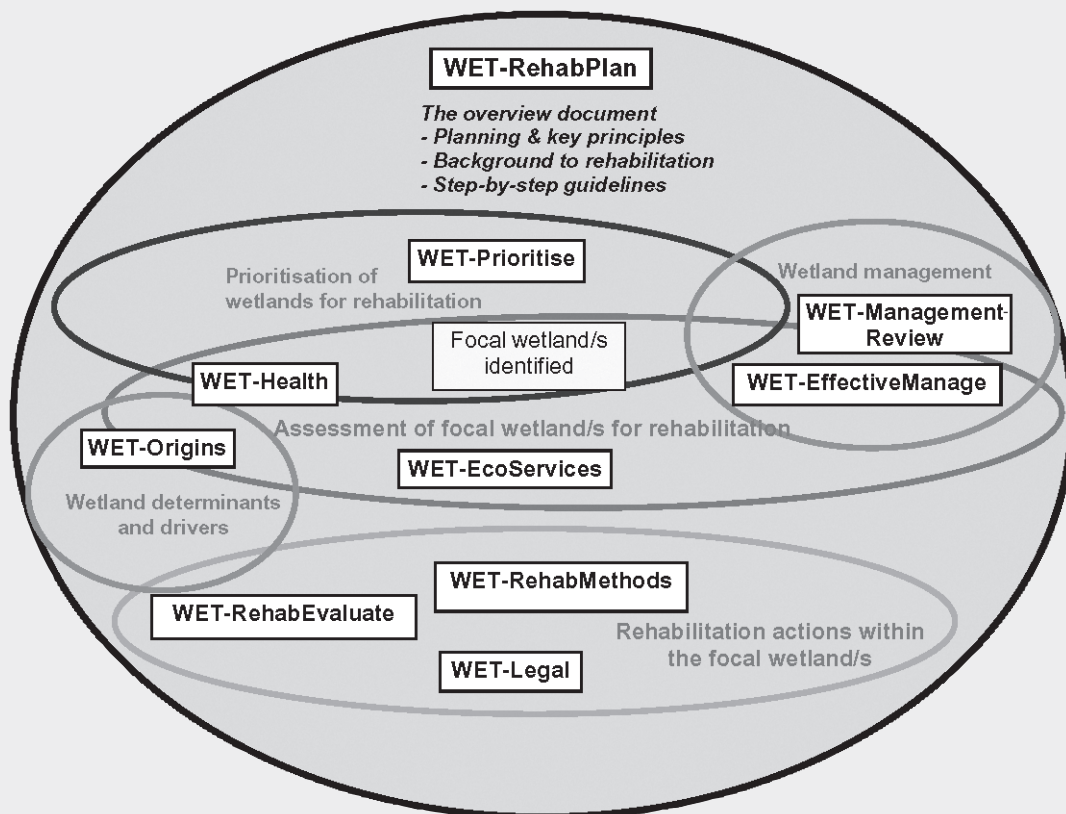 WET-RehabPlan
The overview document
- Planning & key principles
- Background to rehabilitation
- Step-by-step guidelines
WET-Prioritise
Prioritisation of
wetlands for rehabilitation
Wetland management
WET-Management-
Review
Focal wetland/s
identified
WET-Health
WET-EffectiveManage
Assessment of focal wetland/s for rehabilitation
WET-Origins
WET-EcoServices
Wetland determinants
and drivers
WET-RehabMethods
WET-RehabEvaluate
Rehabilitation actions within
the focal wetland/s
WET-Legal